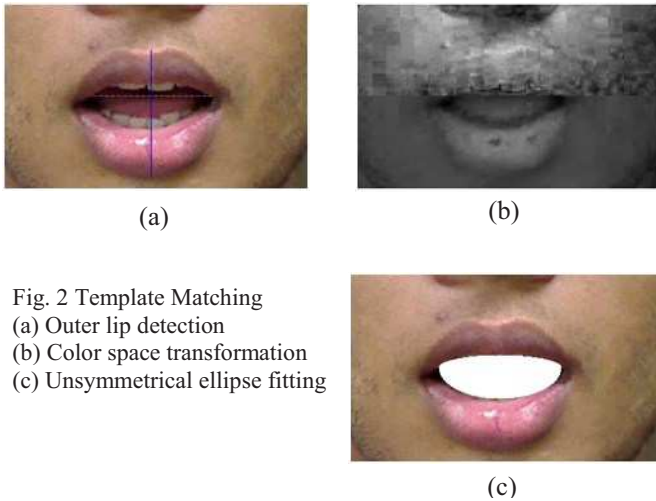 (a)
(b)
Fig. 2 Template Matching
(a) Outer lip detection
(b) Color space transformation
(c) Unsymmetrical ellipse fitting
(c)